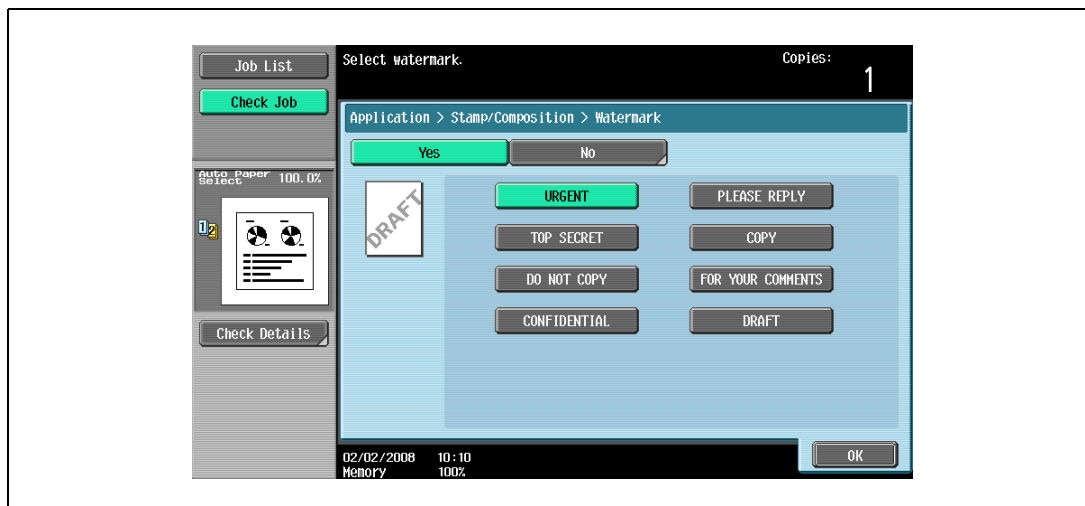 Job List
Check Job
Select watermark.
Copies:
1
Application > Stamp/Composition > Watermark
Yes
No
Auto Paper
Select
100.0%
1 2
DRAFT
URGENT
PLEASE REPLY
TOP SECRET
COPY
DO NOT COPY
FOR YOUR COMMENTS
CONFIDENTIAL
DRAFT
Check Details
02/02/2008 10:10
Memory 100%
OK